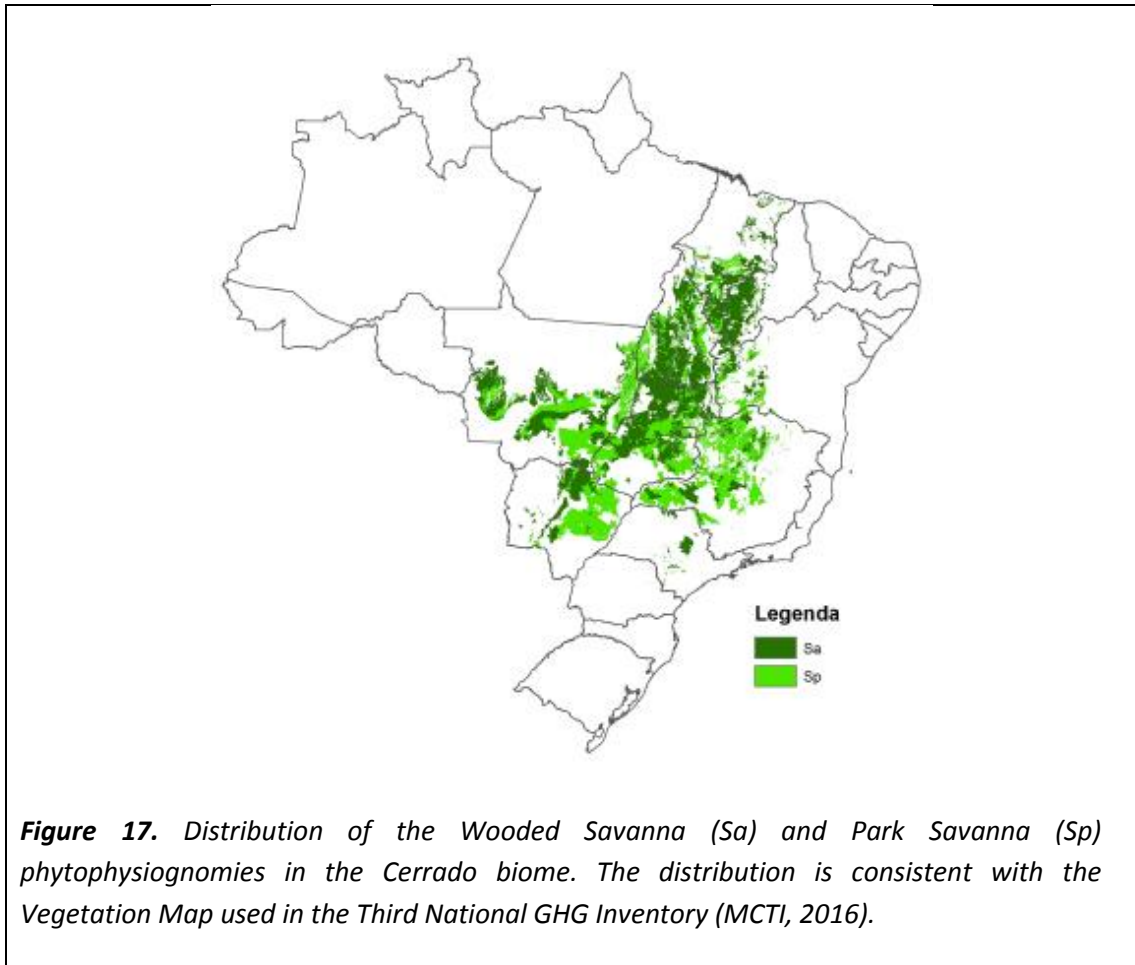 Legenda
Sa
Sp
Figure 17. Distribution of the Wooded Savanna (Sa) and Park Savanna (Sp)
phytophysiognomies in the Cerrado biome. The distribution is consistent with the
Vegetation Map used in the Third National GHG Inventory (MCTI, 2016).